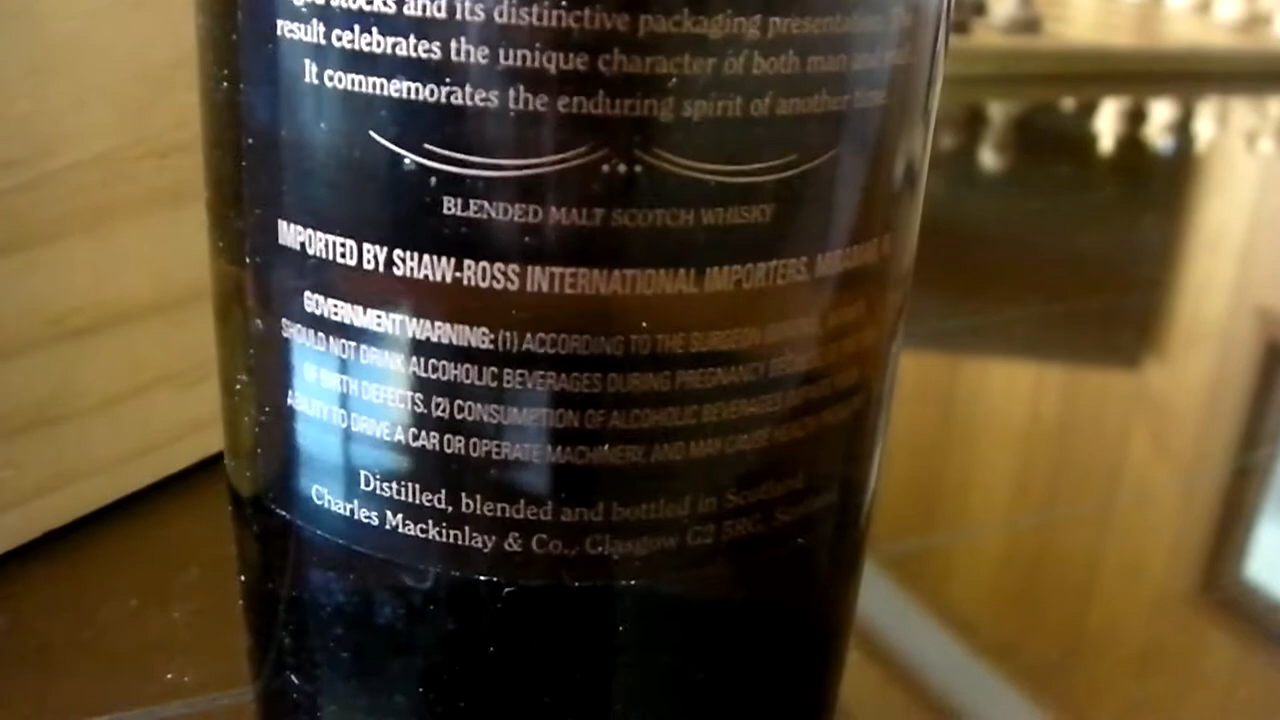 stocks and its distinctive packaging presentation. The
result celebrates the unique character of both man and
It commemorates the enduring spirit of another time.
BLENDED MALT SCOTCH WHISKY
IMPORTED BY SHAW-ROSS INTERNATIONAL IMPORTERS,
GOVERNMENT WARNING: (1) ACCORDING TO THE SURGEON
SHOULD NOT DRINK ALCOHOLIC BEVERAGES DURING PREGNANCY
OF BIRTH DEFECTS. (2) CONSUMPTION OF ALCOHOLIC BEVERAGES
ABILITY TO DRIVE A CAR OR OPERATE MACHINERY, AND MAY CAUSE HEALTH
Distilled, blended and bottled in Scotland
Charles Mackinlay & Co., Glasgow G2 5RG, Scotland